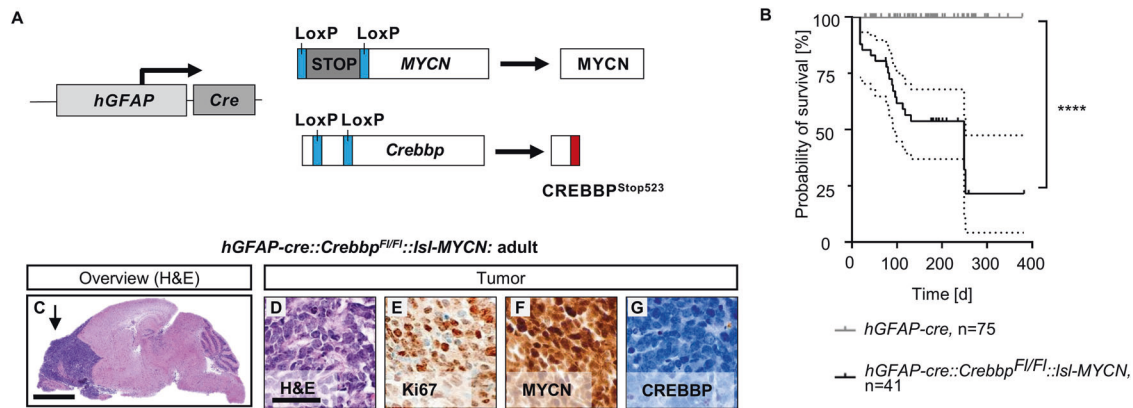 A
LoxP LoxP
STOP MYCN
MYCN
hGFAP Cre
LoxP LoxP
Crebbp
CREBBPStop523
hGFAP-cre::CrebbpFl/Fl::lsl-MYCN: adult
Overview (H&E)
Tumor
C
D
H&E
E
Ki67
F
MYCN
G
CREBBP
B
Probability of survival [%]
100
75
50
25
0
0 100 200 300 400
Time [d]
****
hGFAP-cre, n=75
hGFAP-cre::CrebbpFl/Fl::lsl-MYCN,
n=41